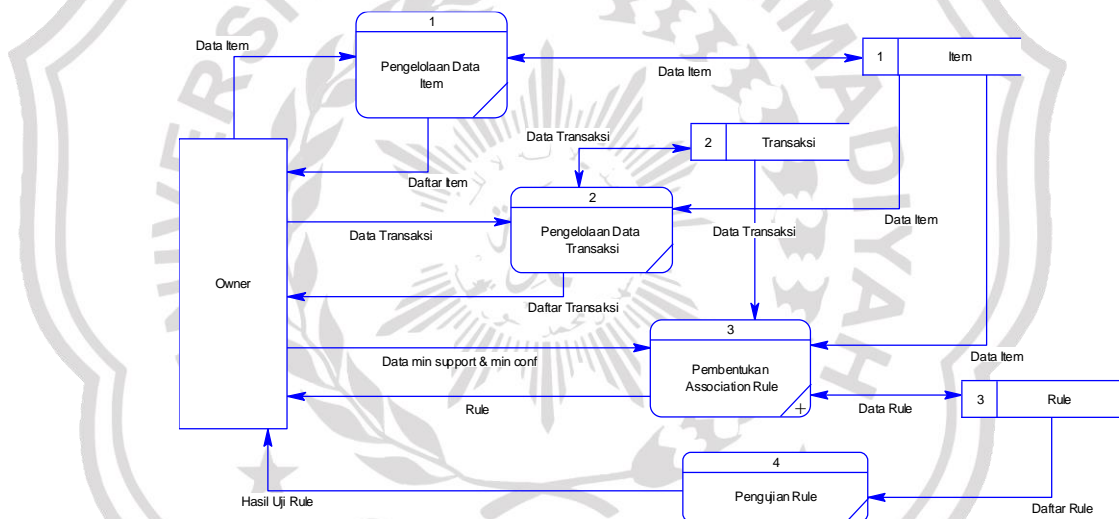 1
Pengelolaan Data
Item
Data Item
Data Item
1
Item
Data Transaksi
2
Transaksi
Daftar Item
2
Pengelolaan Data
Transaksi
Data Transaksi
Data Transaksi
Data Item
Owner
Daftar Transaksi
3
Pembentukan
Association Rule
+
Data min support & min conf
Data Item
Rule
Data Rule
3
Rule
4
Pengujian Rule
Hasil Uji Rule
Daftar Rule
UNIVERS
MADIYAH